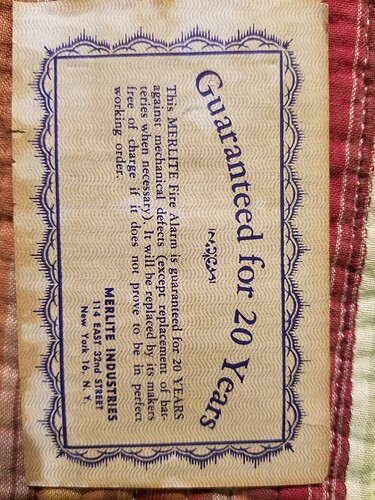 Guaranteed for 20 Years
This MERLITE Fire Alarm is guaranteed for 20 YEARS
against mechanical defects (except replacement of bat-
teries when necessary). It will be replaced by its makers
free of charge if it does not prove to be in perfect
working order.
MERLITE INDUSTRIES
114 EAST 32nd STREET
New York 16, N. Y.